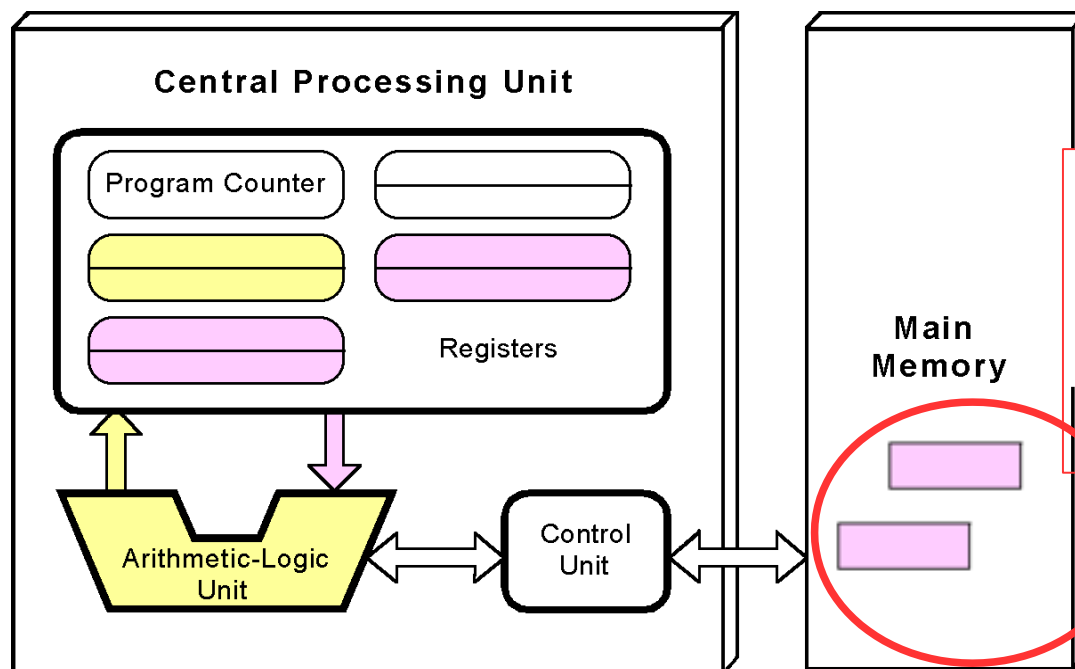 Central Processing Unit
Program Counter
Registers
Main
Memory
Arithmetic-Logic
Unit
Control
Unit